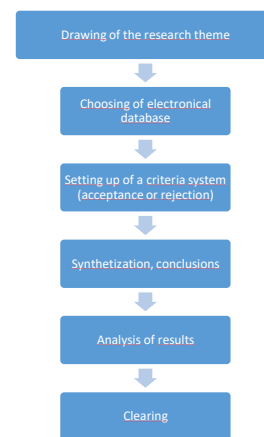 Drawing of the research theme
Choosing of electronical
database
Setting up of a criteria system
(acceptance or rejection)
Synthetization, conclusions
Analysis of results
Clearing